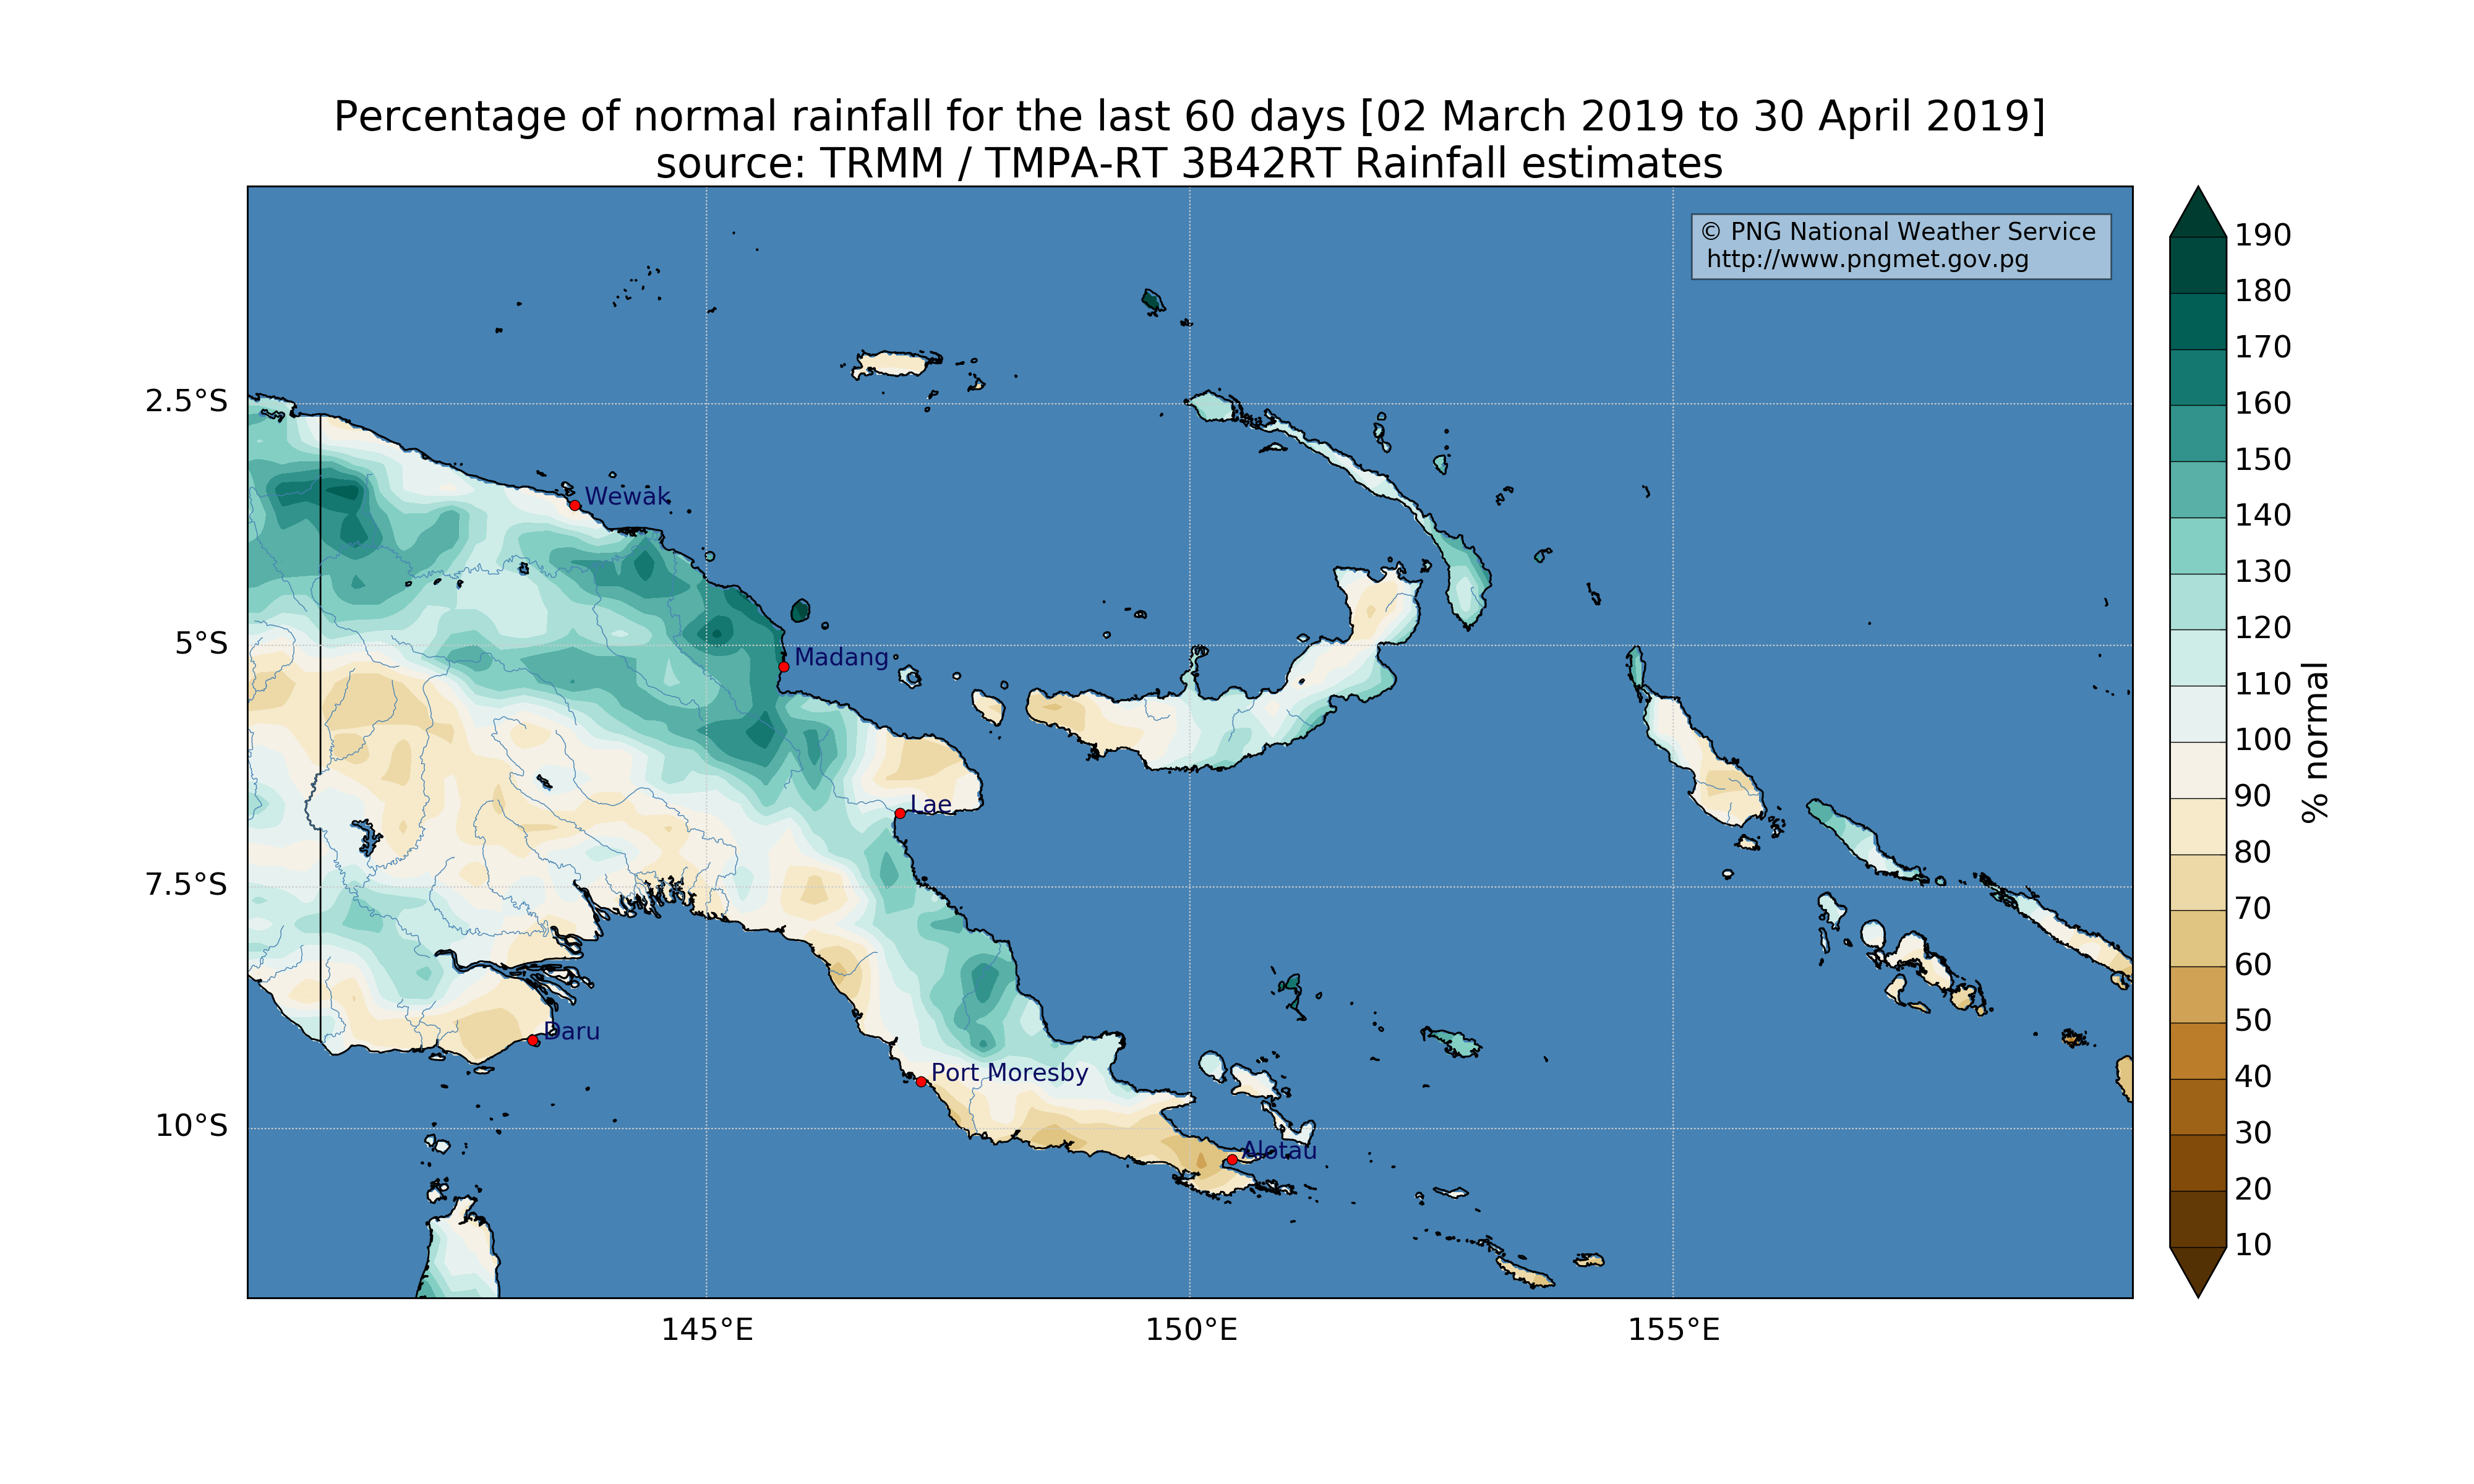 Percentage of normal rainfall for the last 60 days [02 March 2019 to 30 April 2019]
source: TRMM / TMPA-RT 3B42RT Rainfall estimates
© PNG National Weather Service
http://www.pngmet.gov.pg
2.5°S
5°S
7.5°S
10°S
Wewak
Madang
Lae
Daru
Port Moresby
Alotau
145°E
150°E
155°E
190
180
170
160
150
140
130
120
110
100
90
80
70
60
50
40
30
20
10
% normal